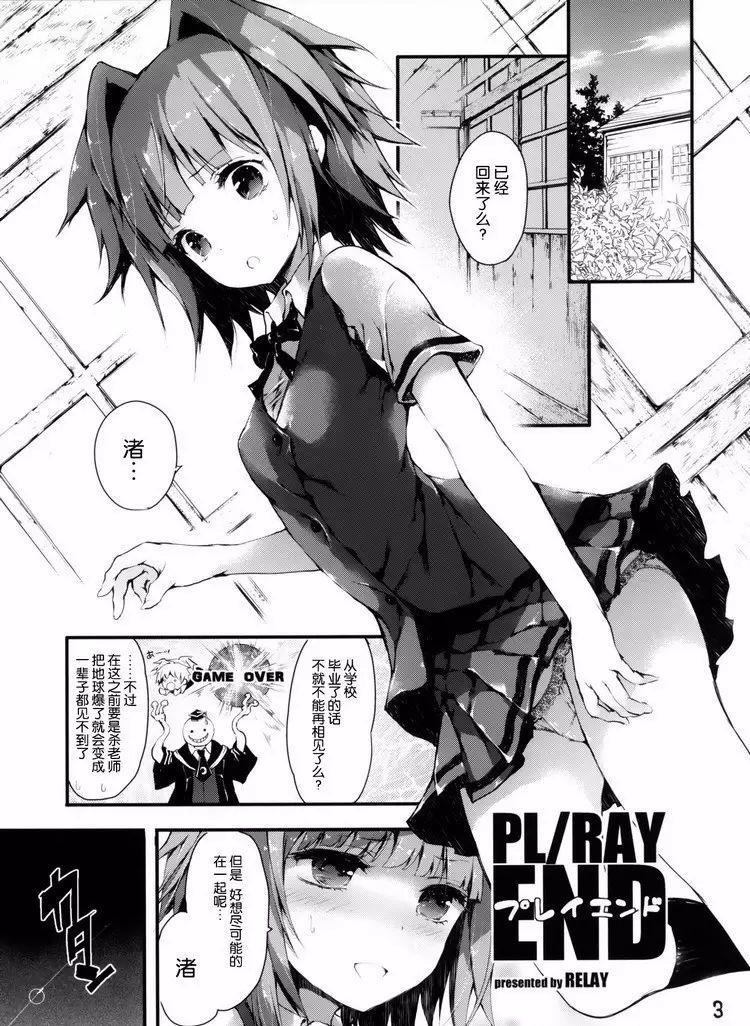 已经
回来了么？
渚…
从学校
毕业了的话
不就不能再相见了么？
GAME OVER
……不过
在这之前要是杀老师
把地球爆了就会变成
一辈子都见不到了
但是 好想尽可能的
在一起呢…
渚
カタン
PL/RAY
END
プレイエンド
presented by RELAY
3